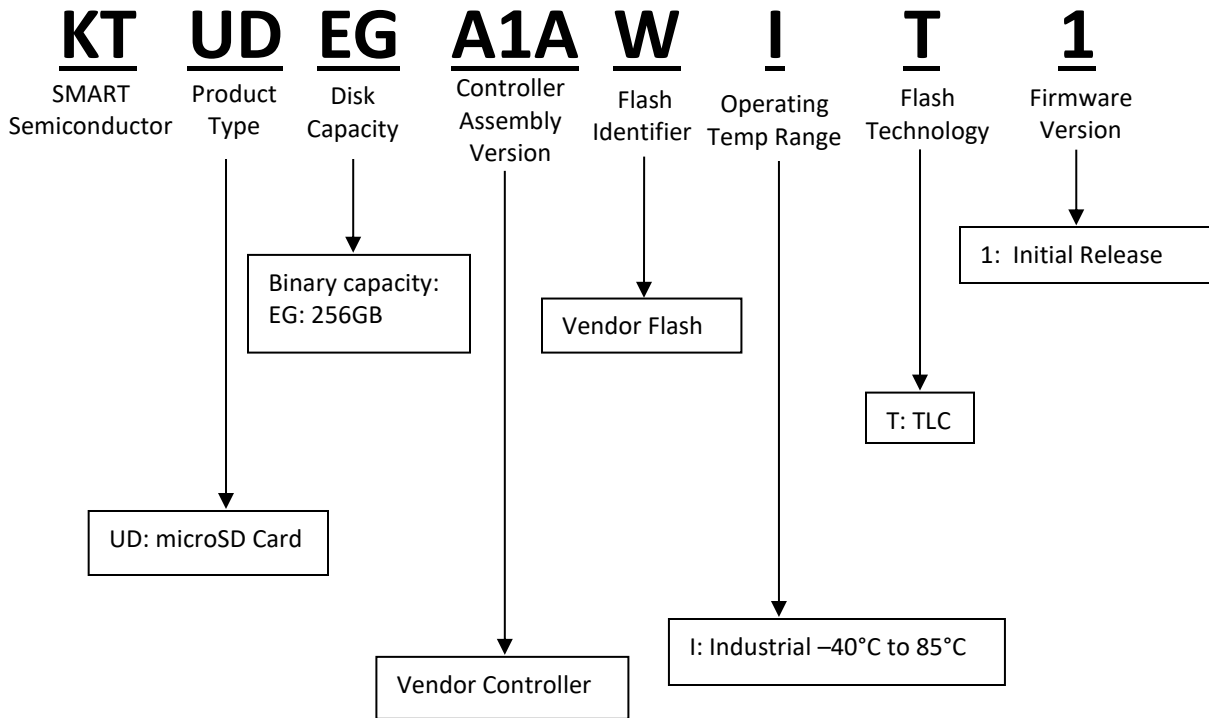 KT UD EG A1A W I T 1
SMART
Semiconductor
Product
Type
Disk
Capacity
Controller
Assembly
Version
Flash
Identifier
Operating
Temp Range
Flash
Technology
Firmware
Version
1: Initial Release
Binary capacity:
EG: 256GB
Vendor Flash
T: TLC
UD: microSD Card
I: Industrial –40°C to 85°C
Vendor Controller